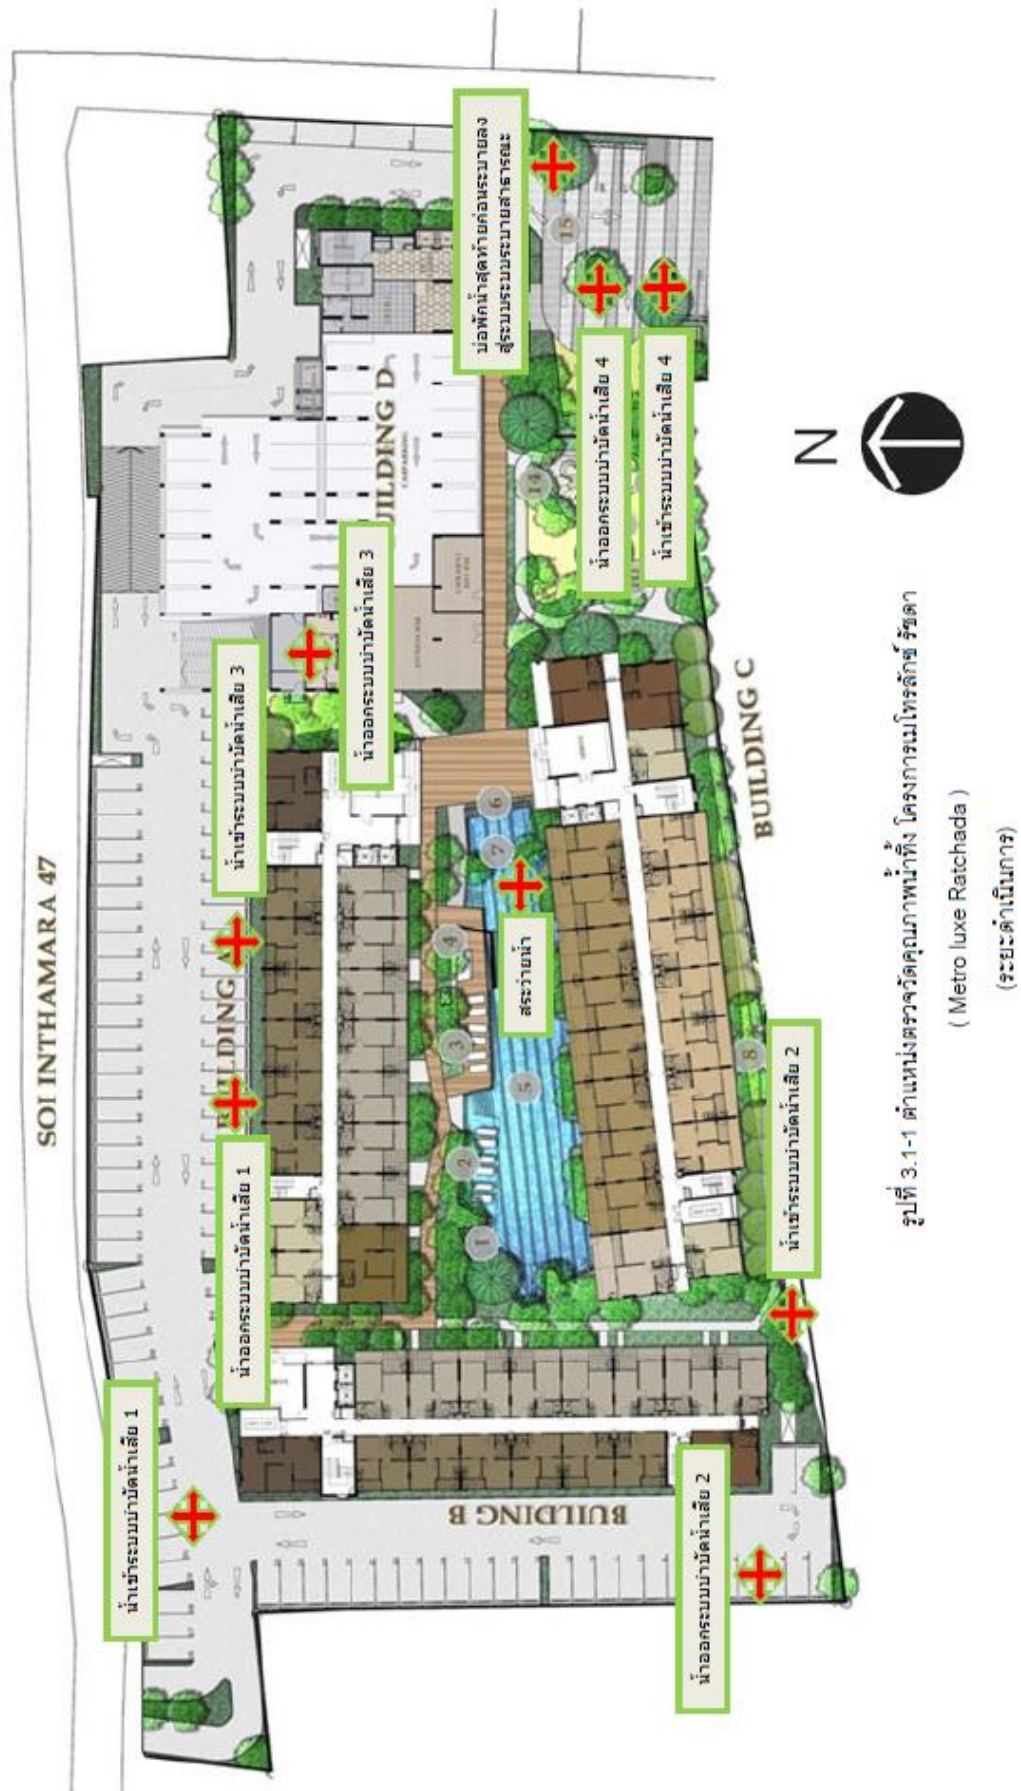 SOI INTHAMARA 47
น้ำเข้าระบบบำบัดน้ำเสีย 1
น้ำออกระบบบำบัดน้ำเสีย 1
น้ำเข้าระบบบำบัดน้ำเสีย 3
น้ำออกระบบบำบัดน้ำเสีย 3
บ่อพักน้ำสุดท้ายก่อนระบายลง
สู่ระบบระบายสาธารณะ
น้ำออกระบบบำบัดน้ำเสีย 4
น้ำเข้าระบบบำบัดน้ำเสีย 4
สระว่ายน้ำ
น้ำออกระบบบำบัดน้ำเสีย 2
น้ำเข้าระบบบำบัดน้ำเสีย 2
BUILDING
BUILDING B
BUILDING C
UILDING D
CARPARKING
1
2
3
4
5
6
7
8
14
15
N
รูปที่ 3.1-1 ตำแหน่งตรวจวัดคุณภาพน้ำทิ้ง โครงการเมโทรลักซ์ รัชดา
( Metro luxe Ratchada )
(ระยะดำเนินการ)